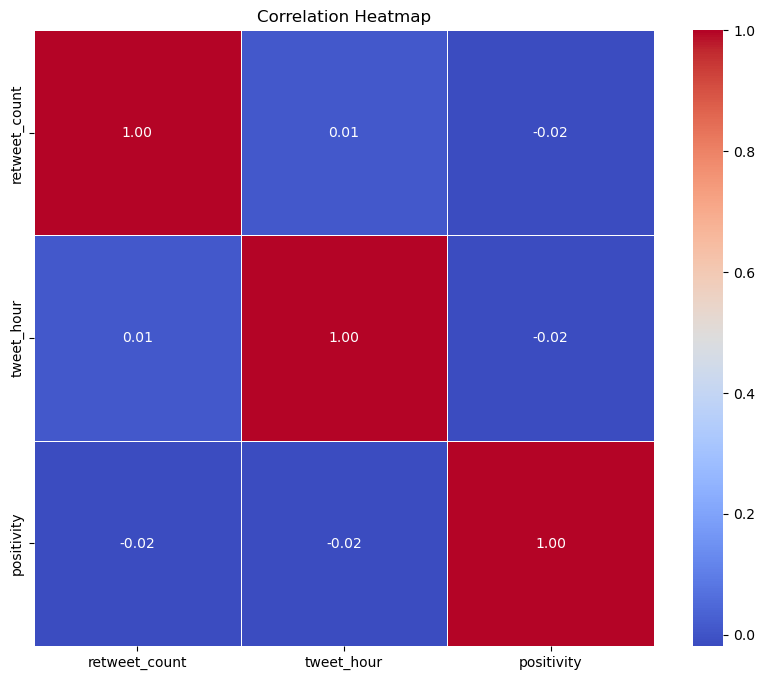 Correlation Heatmap
retweet_count
1.00
0.01
-0.02
tweet_hour
0.01
1.00
-0.02
positivity
-0.02
-0.02
1.00
retweet_count
tweet_hour
positivity
1.0
0.8
0.6
0.4
0.2
0.0